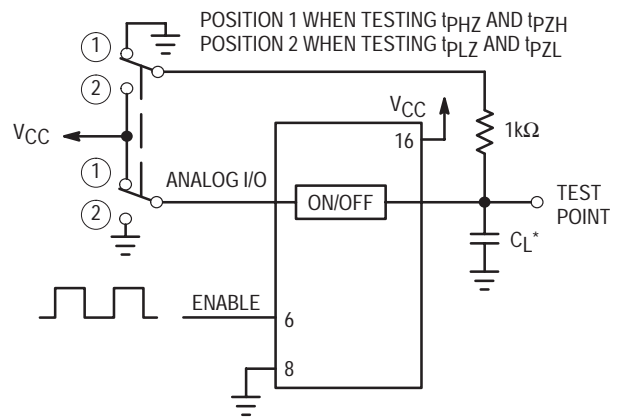 POSITION 1 WHEN TESTING tPHZ AND tPZH
POSITION 2 WHEN TESTING tPLZ AND tPZL
1
2
VCC
VCC
16
1kΩ
1
ANALOG I/O
ON/OFF
TEST
POINT
2
CL*
ENABLE
6
8